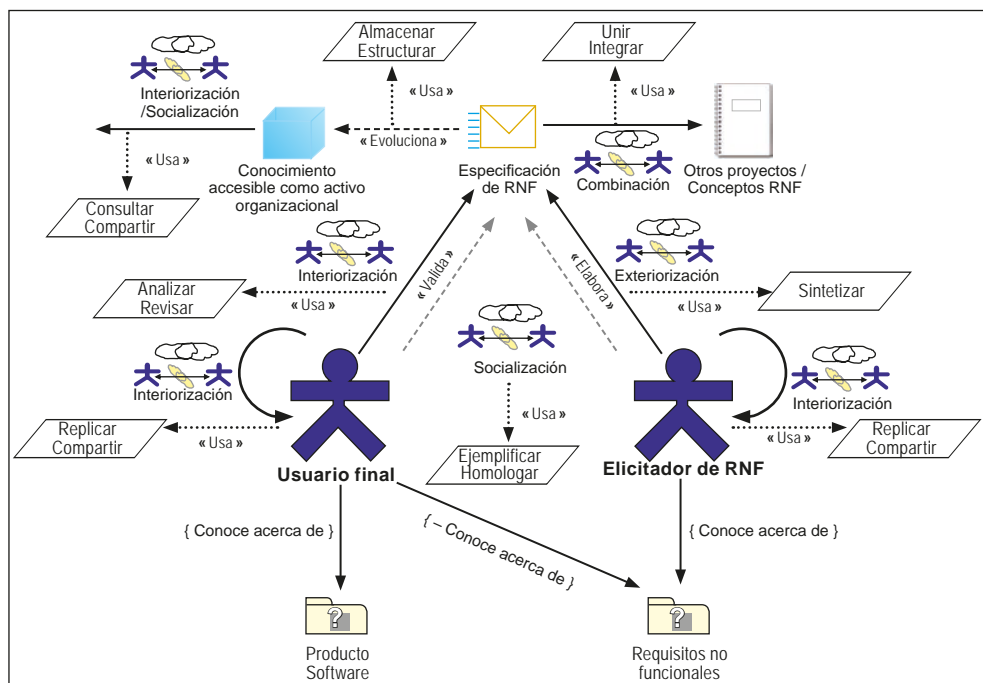 Almacenar
Estructurar
Unir
Integrar
Interiorización
/Socialización
« Usa »
« Usa »
« Evoluciona »
« Usa »
Conocimiento
accesible como activo
organizacional
Especificación
de RNF
Combinación
Otros proyectos /
Conceptos RNF
Consultar
Compartir
Interiorización
« Valida »
« Elabora »
Exteriorización
Analizar
Revisar
« Usa »
« Usa »
Sintetizar
Interiorización
Socialización
Interiorización
Replicar
Compartir
« Usa »
« Usa »
« Usa »
Replicar
Compartir
Usuario final
Ejemplificar
Homologar
Elicitador de RNF
{ Conoce acerca de }
{ – Conoce acerca de }
{ Conoce acerca de }
?
?
Producto
Software
Requisitos no
funcionales